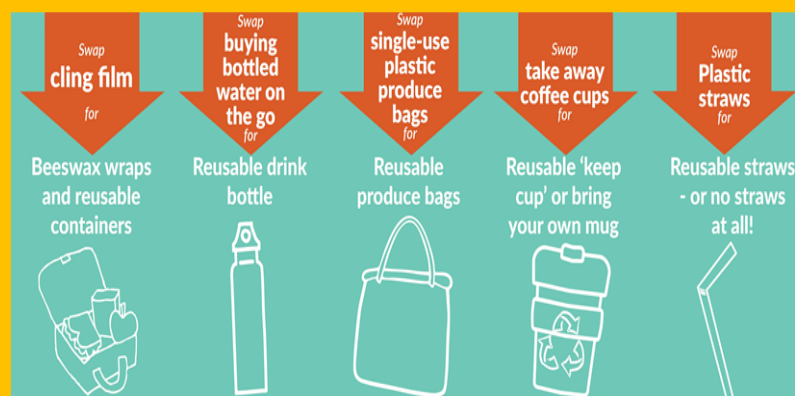 Swap
cling film
for
Beeswax wraps
and reusable
containers
Swap
buying
bottled
water on
the go
for
Reusable drink
bottle
Swap
single-use
plastic
produce
bags
for
Reusable
produce bags
Swap
take away
coffee cups
for
Reusable ‘keep
cup’ or bring
your own mug
Swap
Plastic
straws
for
Reusable straws
- or no straws
at all!